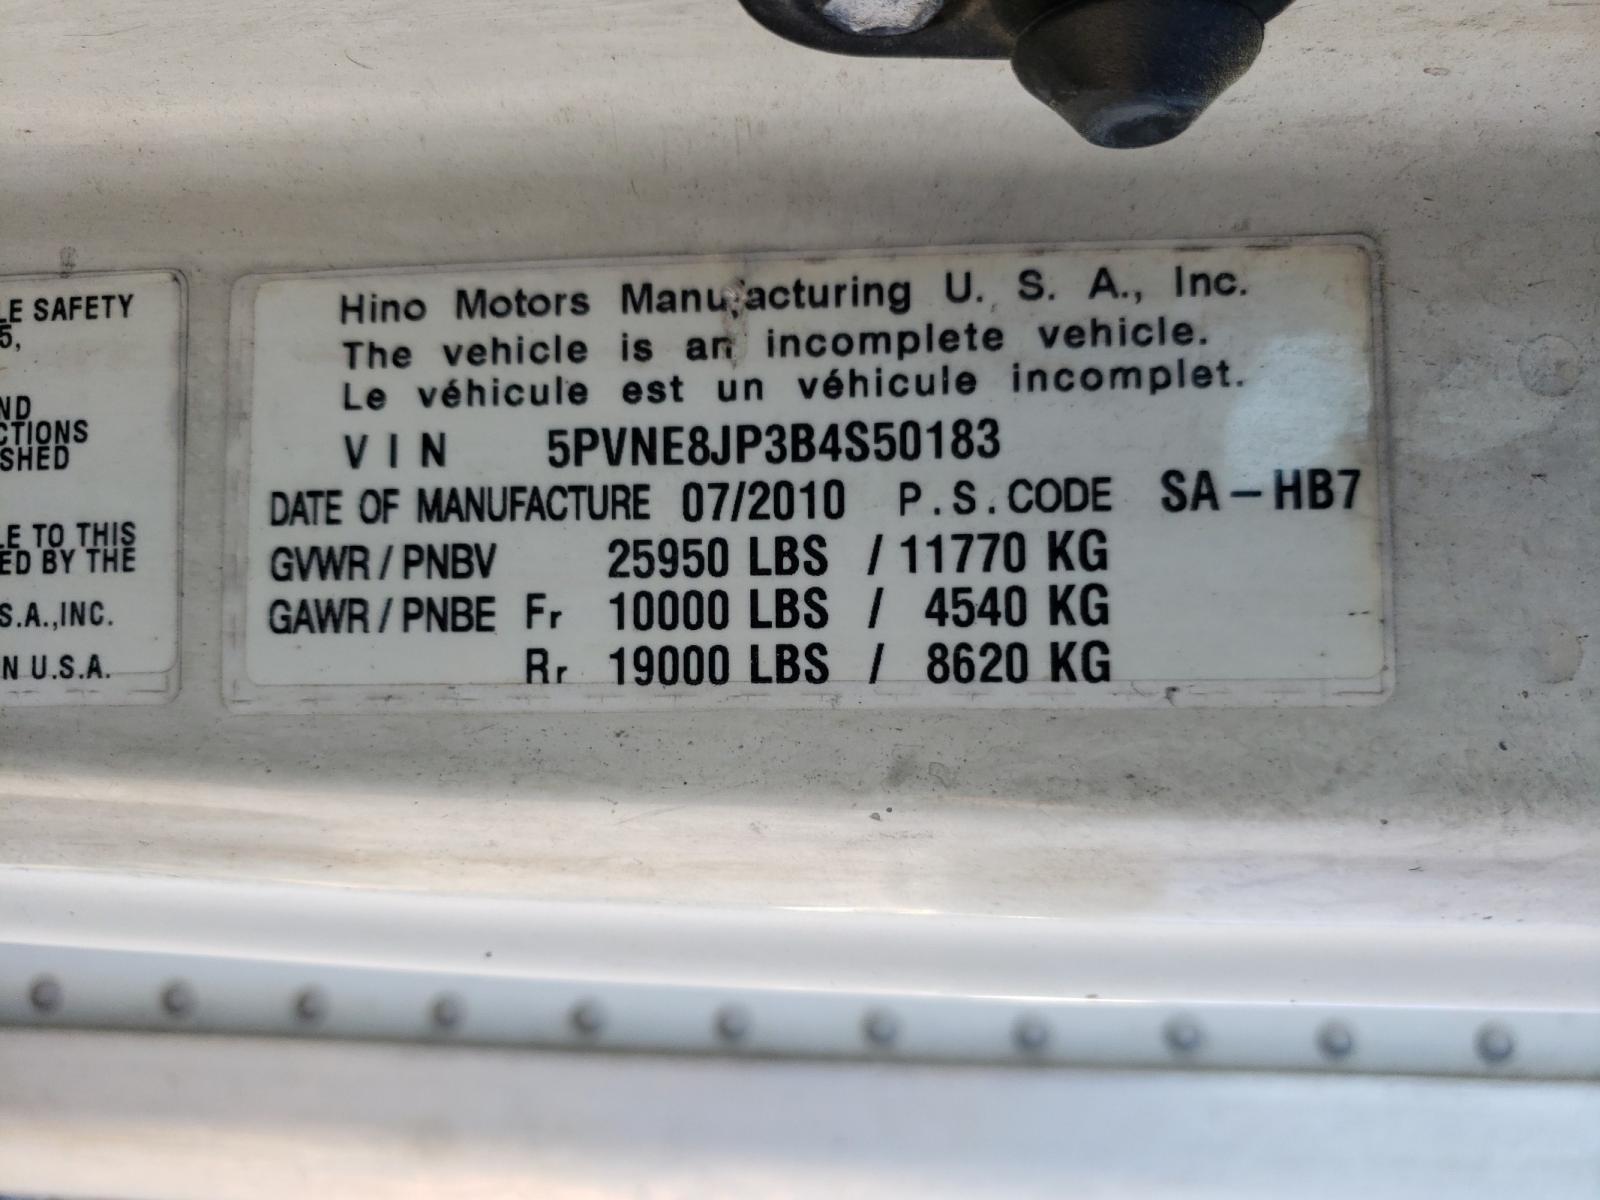 LE SAFETY
5,
ND
CTIONS
SHED
LE TO THIS
ED BY THE
S.A.,INC.
N U.S.A.
Hino Motors Manufacturing U. S. A., Inc.
The vehicle is an incomplete vehicle.
Le véhicule est un véhicule incomplet.
VIN 5PVNE8JP3B4S50183
DATE OF MANUFACTURE 07/2010 P.S.CODE SA-HB7
GVWR/PNBV 25950 LBS / 11770 KG
GAWR/PNBE Fr 10000 LBS / 4540 KG
Rr 19000 LBS / 8620 KG